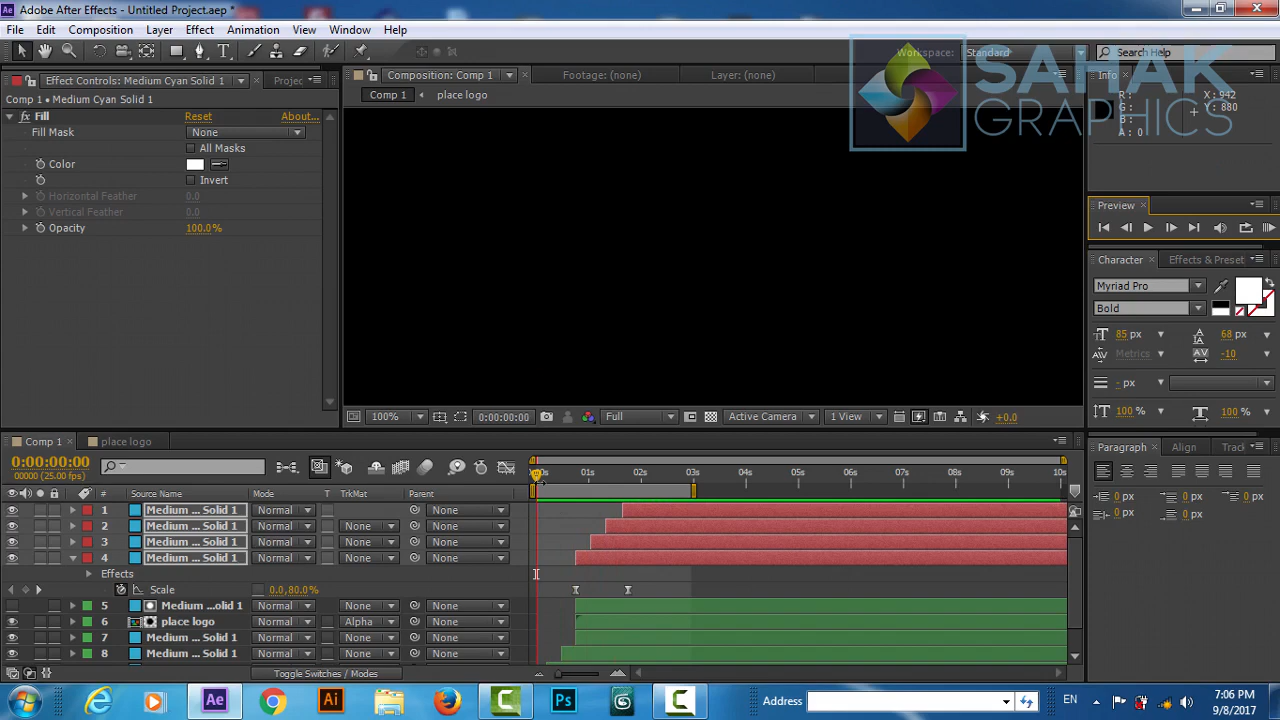 Adobe After Effects - Untitled Project.aep *
File Edit Composition Layer Effect Animation View Window Help
Workspace: Standard Search Help
SAHAK
GRAPHICS
Effect Controls: Medium Cyan Solid 1 Projec
Composition: Comp 1 Footage: (none) Layer: (none)
Info
Comp 1 • Medium Cyan Solid 1
Comp 1 place logo
R: X: 942
G: Y: 880
B:
A: 0
fx Fill Reset About...
Fill Mask None
All Masks
Color
Invert
Horizontal Feather 0.0
Vertical Feather 0.0
Opacity 100.0%
Preview
Character Effects & Preset
Myriad Pro
Bold
85 px 68 px
Metrics AV -10
- px
100 % 100 %
100% 0:00:00:00 Full Active Camera 1 View +0.0
Comp 1 place logo
Paragraph Align Track
0:00:00:00
00000 (25.00 fps)
01s 02s 03s 04s 05s 06s 07s 08s 09s 10s
0 px 0 px 0 px
0 px 0 px
# Source Name Mode T TrkMat Parent
1 Medium ... Solid 1 Normal None
2 Medium ... Solid 1 Normal None None
3 Medium ... Solid 1 Normal None None
4 Medium ... Solid 1 Normal None None
Effects
Scale 0.0,80.0%
5 Medium ...olid 1 Normal None None
6 place logo Normal Alpha None
7 Medium ... Solid 1 Normal None None
8 Medium ... Solid 1 Normal None None
Toggle Switches / Modes
Ae Ai Ps Address EN 7:06 PM
9/8/2017